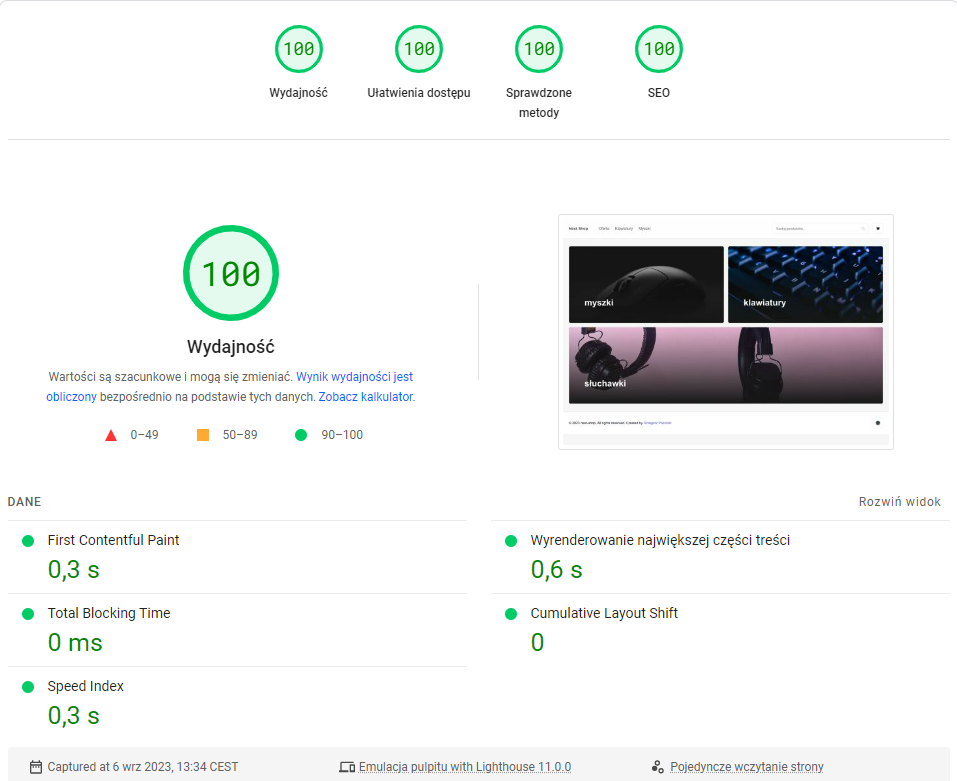 100
100
100
100
Wydajność
Ułatwienia dostępu
Sprawdzone
metody
SEO
100
Wydajność
Wartości są szacunkowe i mogą się zmieniać. Wynik wydajności jest
obliczony bezpośrednio na podstawie tych danych. Zobacz kalkulator.
0–49
50–89
90–100
Oferta Klawiatury Myszki
myszki
klawiatury
słuchawki
DANE
Rozwiń widok
First Contentful Paint
0,3 s
Wyrenderowanie największej części treści
0,6 s
Total Blocking Time
0 ms
Cumulative Layout Shift
0
Speed Index
0,3 s
Captured at 6 wrz 2023, 13:34 CEST
Emulacja pulpitu with Lighthouse 11.0.0
Pojedyncze wczytanie strony